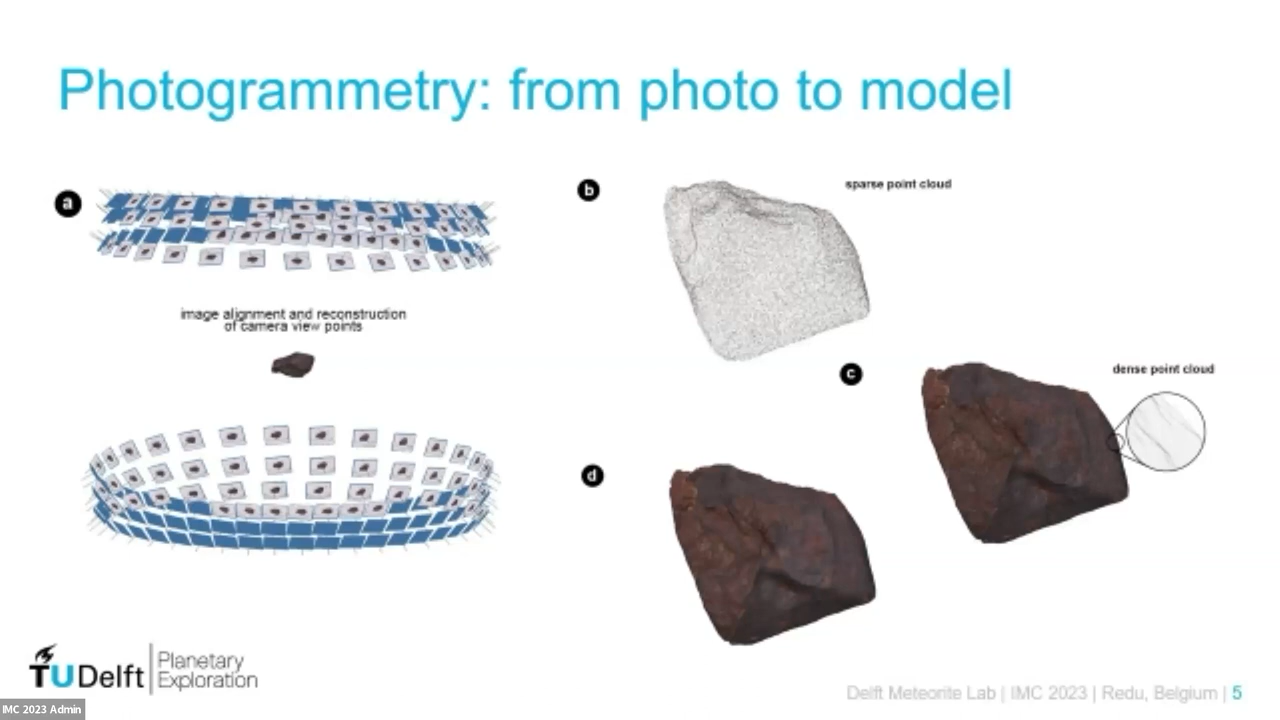 Photogrammetry: from photo to model
a
image alignment and reconstruction
of camera view points
b
sparse point cloud
c
dense point cloud
d
TUDelft
Planetary
Exploration
IMC 2023 Admin
Delft Meteorite Lab | IMC 2023 | Redu, Belgium | 5